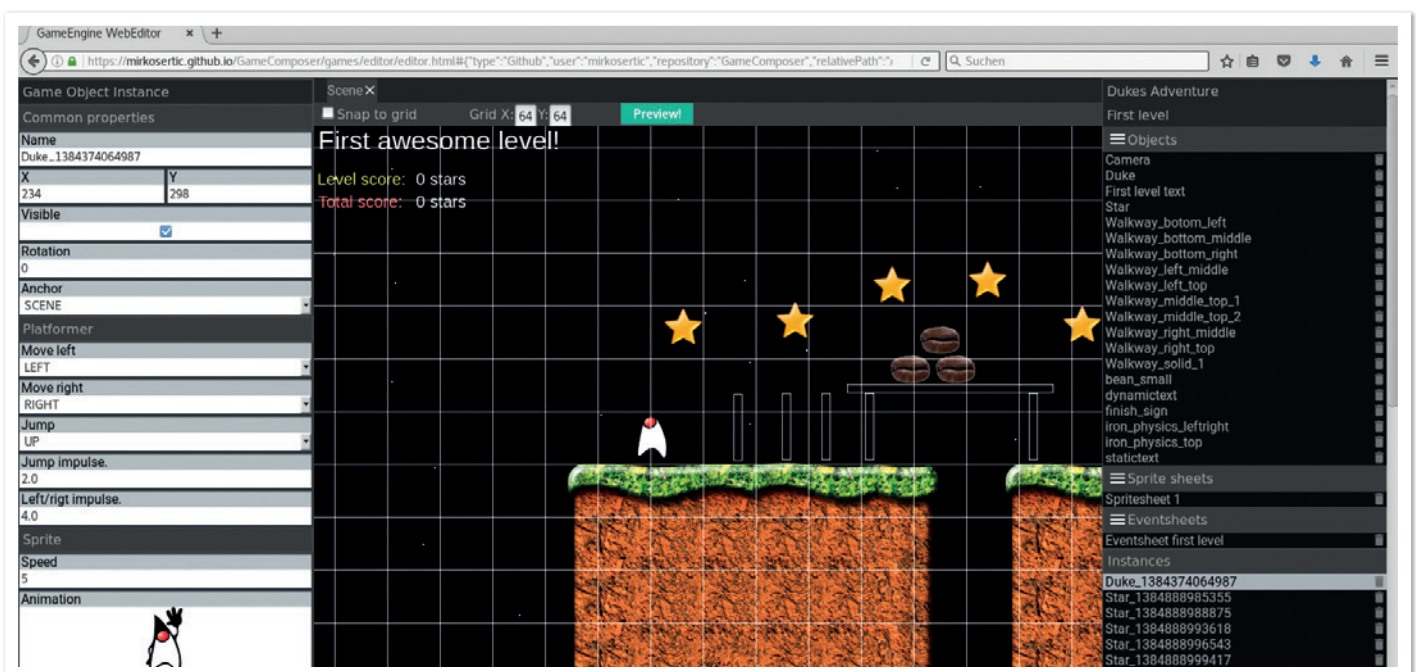 GameEngine WebEditor × +
https://mirkosertic.github.io/GameComposer/games/editor/editor.html#{"type":"Github","user":"mirkosertic","repository":"GameComposer","relativePath":"
Suchen
Game Object Instance
Common properties
Name
Duke_1384374064987
X Y
234 298
Visible
Rotation
0
Anchor
SCENE
Platformer
Move left
LEFT
Move right
RIGHT
Jump
UP
Jump impulse.
2.0
Left/rigt impulse.
4.0
Sprite
Speed
5
Animation
Scene ×
Snap to grid Grid X: 64 Y: 64 Preview!
First awesome level!
Level score: 0 stars
Total score: 0 stars
Dukes Adventure
First level
Objects
Camera
Duke
First level text
Star
Walkway_botom_left
Walkway_bottom_middle
Walkway_bottom_right
Walkway_left_middle
Walkway_left_top
Walkway_middle_top_1
Walkway_middle_top_2
Walkway_right_middle
Walkway_right_top
Walkway_solid_1
bean_small
dynamictext
finish_sign
iron_physics_leftright
iron_physics_top
statictext
Sprite sheets
Spritesheet 1
Eventsheets
Eventsheet first level
Instances
Duke_1384374064987
Star_1384888985355
Star_1384888988875
Star_1384888993618
Star_1384888996543
Star_1384888999417